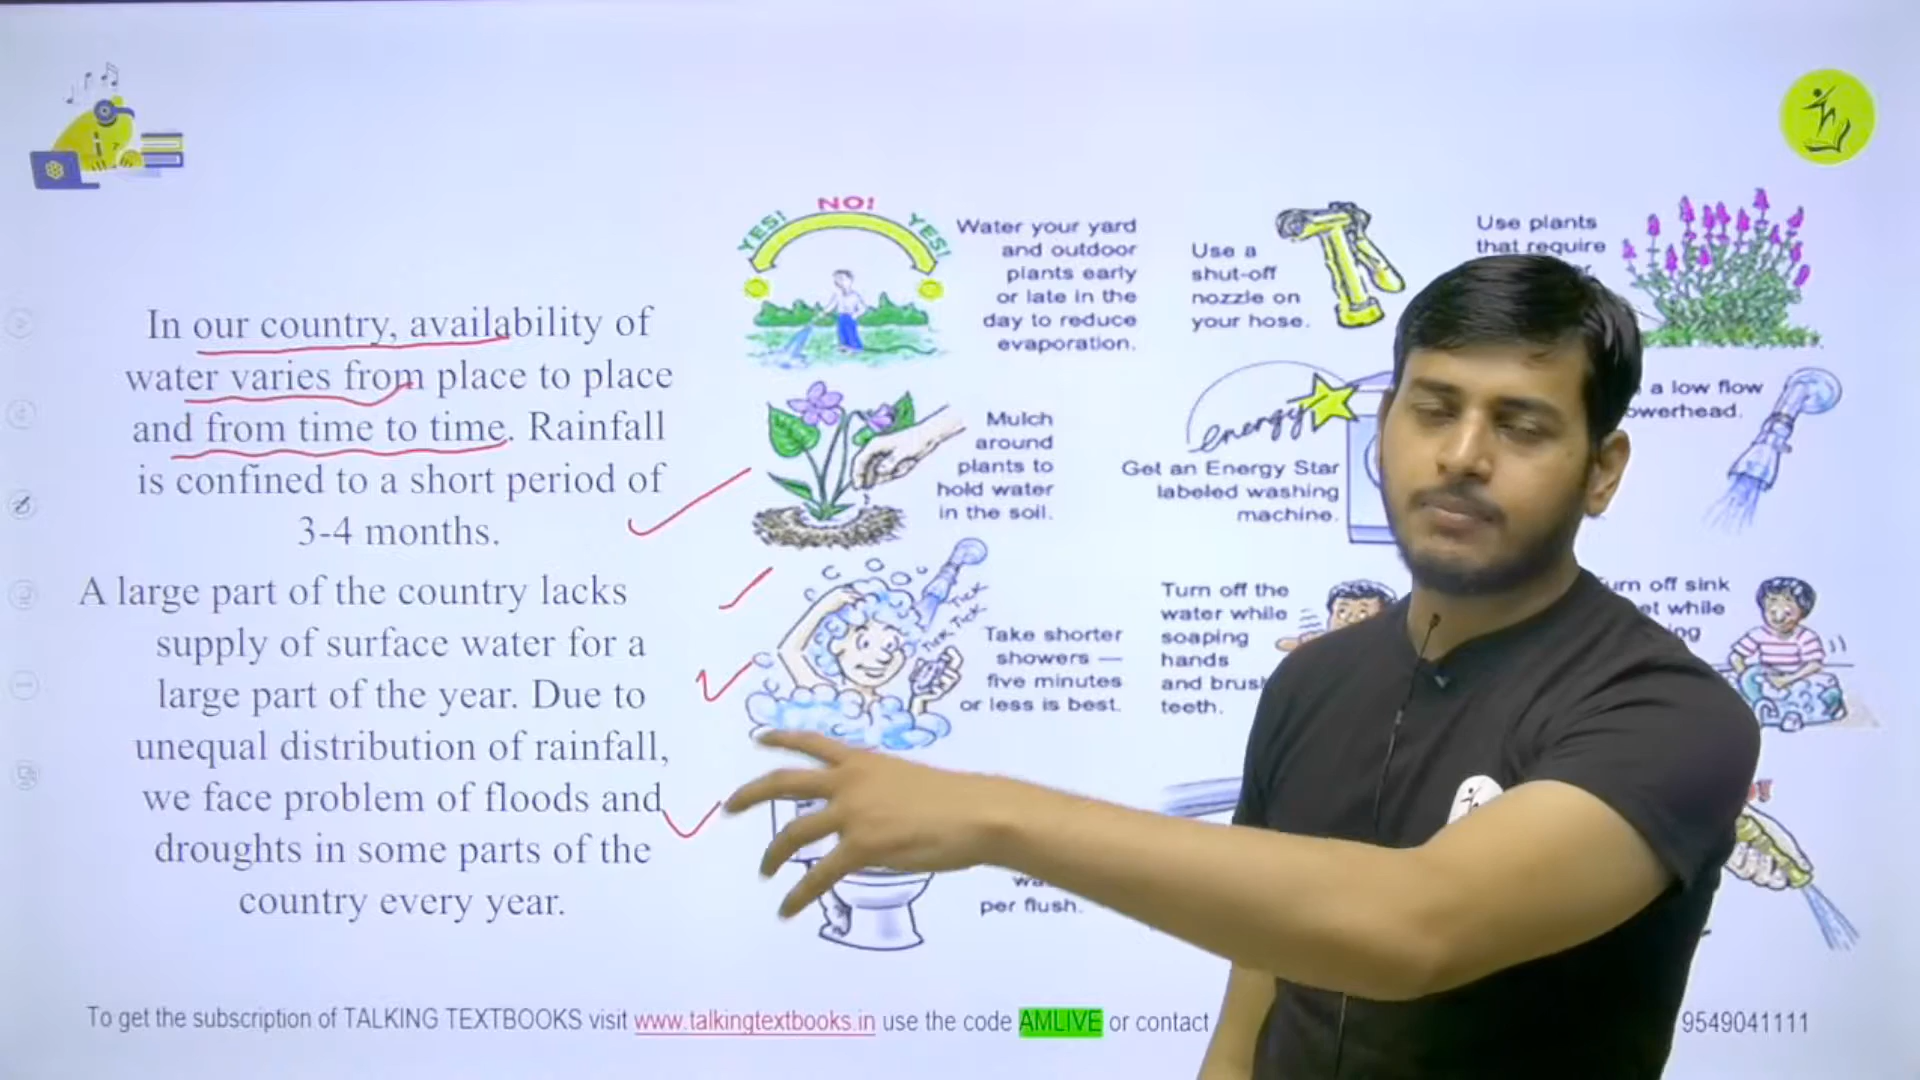 In our country, availability of
water varies from place to place
and from time to time. Rainfall
is confined to a short period of
3-4 months.
A large part of the country lacks
supply of surface water for a
large part of the year. Due to
unequal distribution of rainfall,
we face problem of floods and
droughts in some parts of the
country every year.
YES! NO! YES!
Water your yard
and outdoor
plants early
or late in the
day to reduce
evaporation.
Use a
shut-off
nozzle on
your hose.
Use plants
that require
Mulch
around
plants to
hold water
in the soil.
energy
Get an Energy Star
labeled washing
machine.
a low flow
Tick
Tick Tick
Take shorter
showers —
five minutes
or less is best.
Turn off the
water while
soaping
hands
and brush
teeth.
off sink
while
per flush.
To get the subscription of TALKING TEXTBOOKS visit www.talkingtextbooks.in use the code AMLIVE or contact 9549041111